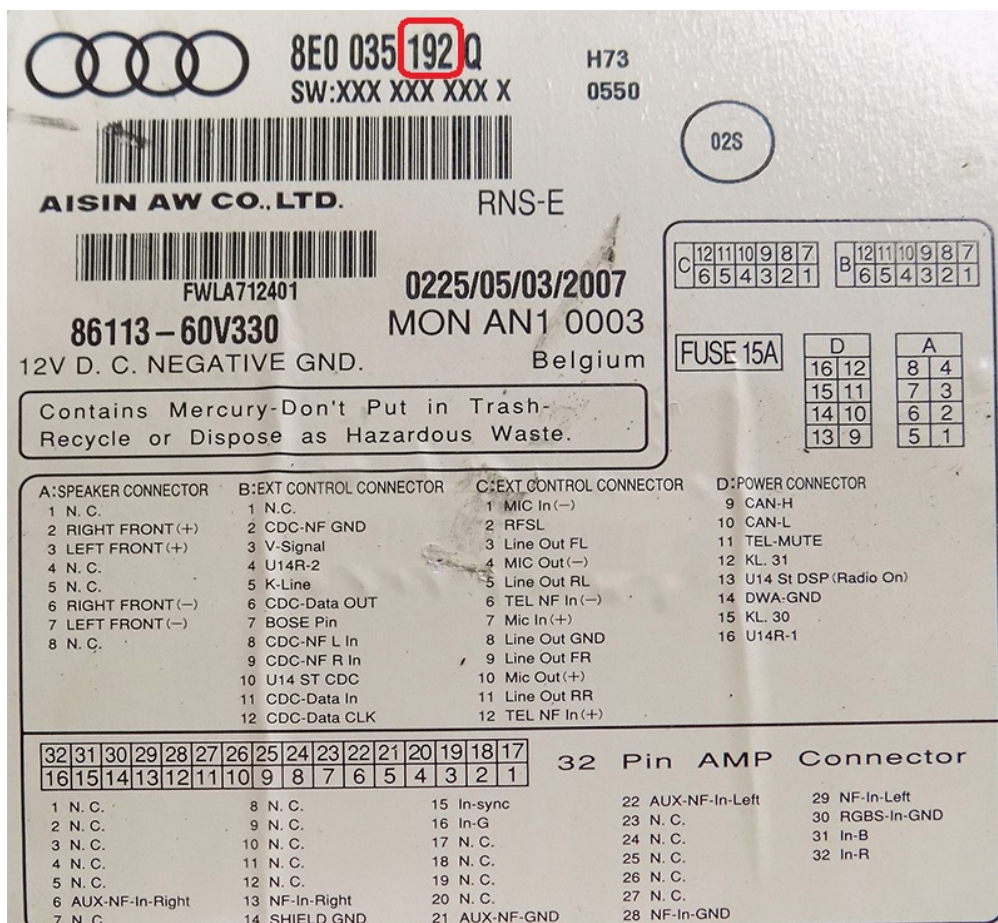 8E0 035 192 Q
SW:XXX XXX XXX X
H73
0550
02S
AISIN AW CO.,LTD.
RNS-E
FWLA712401
0225/05/03/2007
86113-60V330
MON AN1 0003
12V D. C. NEGATIVE GND.
Belgium
Contains Mercury-Don't Put in Trash-
Recycle or Dispose as Hazardous Waste.
C 12 11 10 9 8 7
6 5 4 3 2 1
B 12 11 10 9 8 7
6 5 4 3 2 1
FUSE 15A
D
16 12
15 11
14 10
13 9
A
8 4
7 3
6 2
5 1
A:SPEAKER CONNECTOR
1 N. C.
2 RIGHT FRONT(+)
3 LEFT FRONT(+)
4 N. C.
5 N. C.
6 RIGHT FRONT(-)
7 LEFT FRONT(-)
8 N. C.
B:EXT CONTROL CONNECTOR
1 N.C.
2 CDC-NF GND
3 V-Signal
4 U14R-2
5 K-Line
6 CDC-Data OUT
7 BOSE Pin
8 CDC-NF L In
9 CDC-NF R In
10 U14 ST CDC
11 CDC-Data In
12 CDC-Data CLK
C:EXT CONTROL CONNECTOR
1 MIC In(-)
2 RFSL
3 Line Out FL
4 MIC Out(-)
5 Line Out RL
6 TEL NF In(-)
7 Mic In(+)
8 Line Out GND
9 Line Out FR
10 Mic Out(+)
11 Line Out RR
12 TEL NF In(+)
D:POWER CONNECTOR
9 CAN-H
10 CAN-L
11 TEL-MUTE
12 KL. 31
13 U14 St DSP(Radio On)
14 DWA-GND
15 KL. 30
16 U14R-1
32 31 30 29 28 27 26 25 24 23 22 21 20 19 18 17
16 15 14 13 12 11 10 9 8 7 6 5 4 3 2 1
32 Pin AMP Connector
1 N. C.
2 N. C.
3 N. C.
4 N. C.
5 N. C.
6 AUX-NF-In-Right
7 N. C.
8 N. C.
9 N. C.
10 N. C.
11 N. C.
12 N. C.
13 NF-In-Right
14 SHIELD GND
15 In-sync
16 In-G
17 N. C.
18 N. C.
19 N. C.
20 N. C.
21 AUX-NF-GND
22 AUX-NF-In-Left
23 N. C.
24 N. C.
25 N. C.
26 N. C.
27 N. C.
28 NF-In-GND
29 NF-In-Left
30 RGBS-In-GND
31 In-B
32 In-R